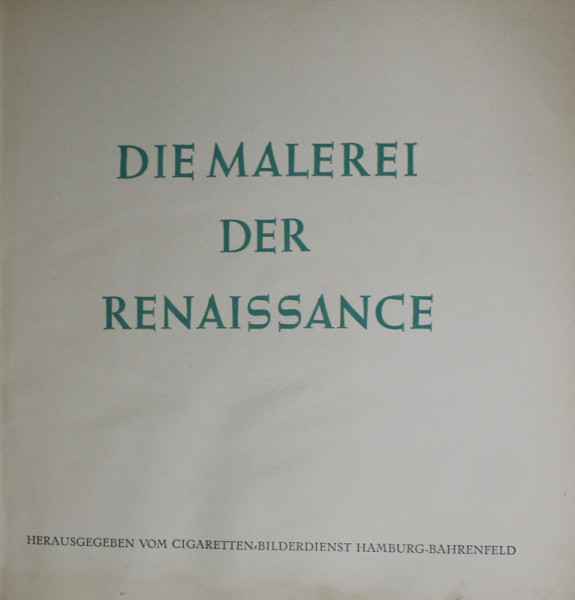 DIE MALEREI
DER
RENAISSANCE
HERAUSGEGEBEN VOM CIGARETTEN-BILDERDIENST HAMBURG-BAHRENFELD